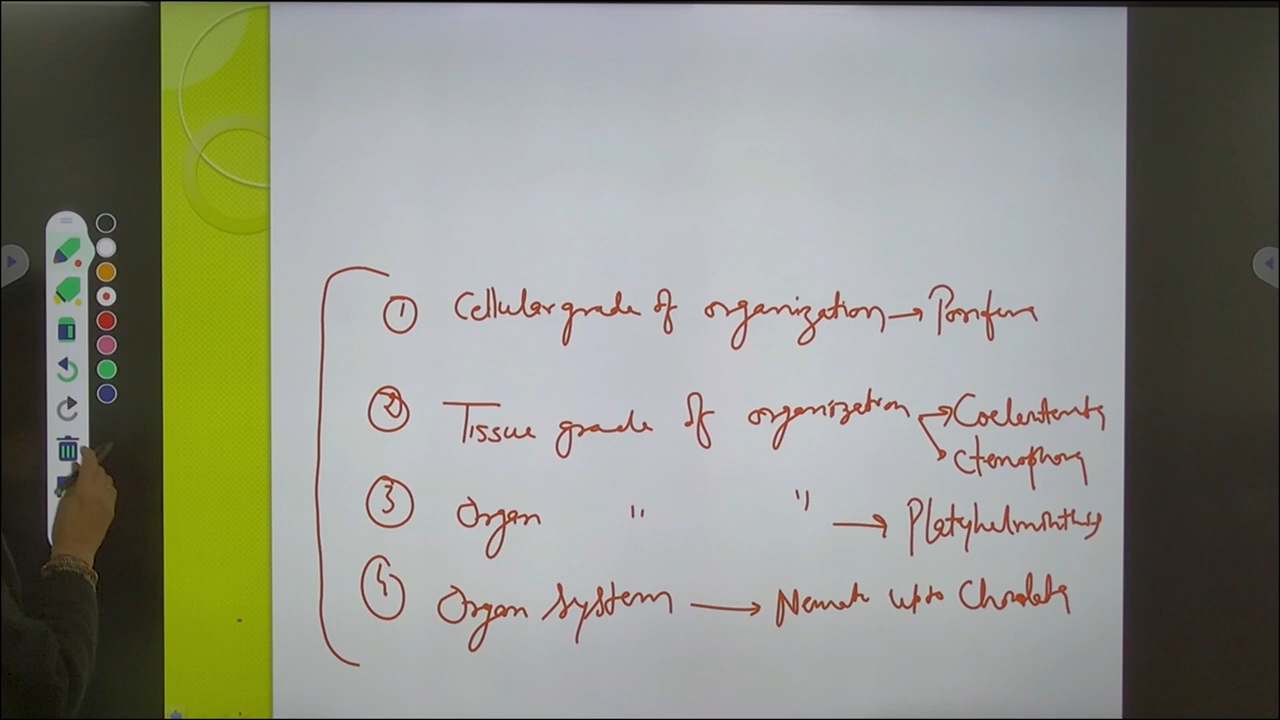 ① Cellular grade of organization → Porifera
② Tissue grade of organization → Coelenterata
→ Ctenophora
③ Organ " " → Platyhelminthes
④ Organ System → Nemato upto Chordata